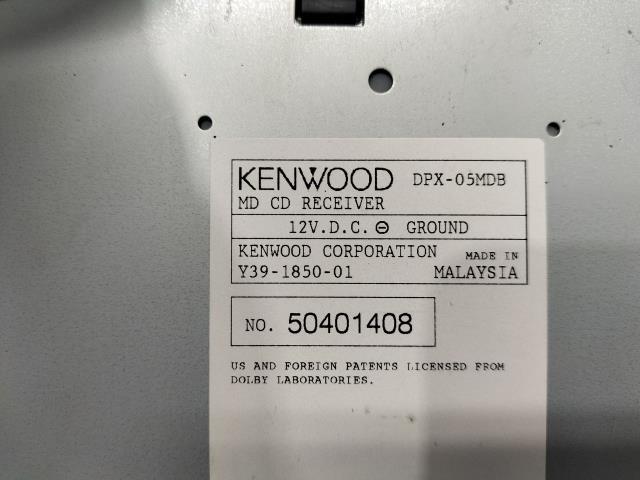 KENWOOD DPX-05MDB
MD CD RECEIVER
12V.D.C. ⊖ GROUND
KENWOOD CORPORATION MADE IN
Y39-1850-01 MALAYSIA
NO. 50401408
US AND FOREIGN PATENTS LICENSED FROM
DOLBY LABORATORIES.